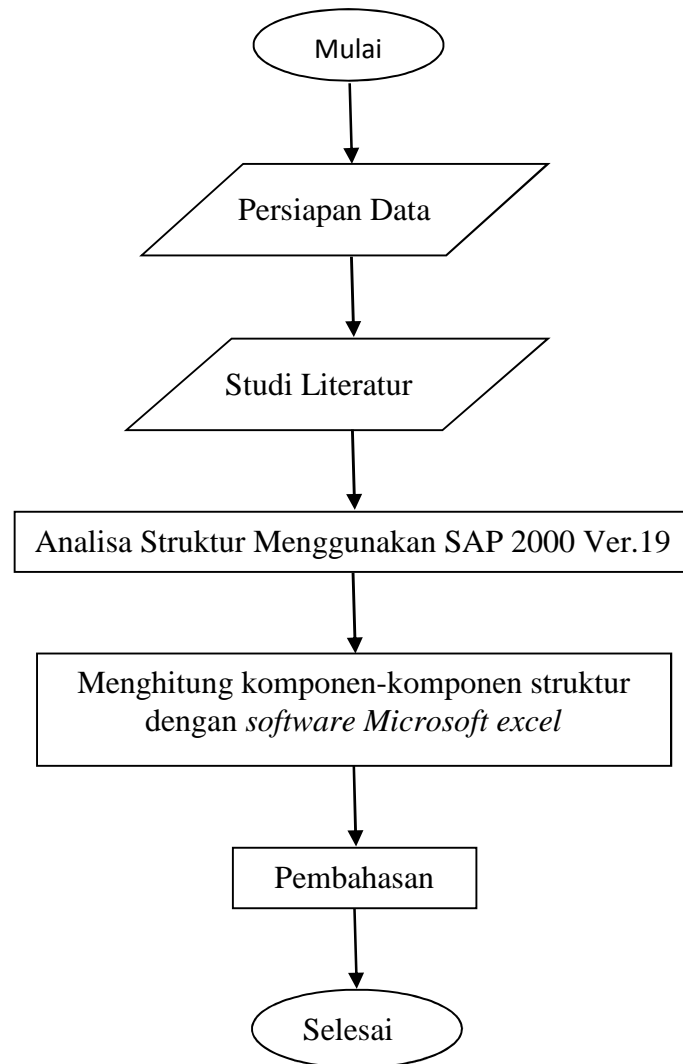 Mulai
Persiapan Data
Studi Literatur
Analisa Struktur Menggunakan SAP 2000 Ver.19
Menghitung komponen-komponen struktur
dengan software Microsoft excel
Pembahasan
Selesai